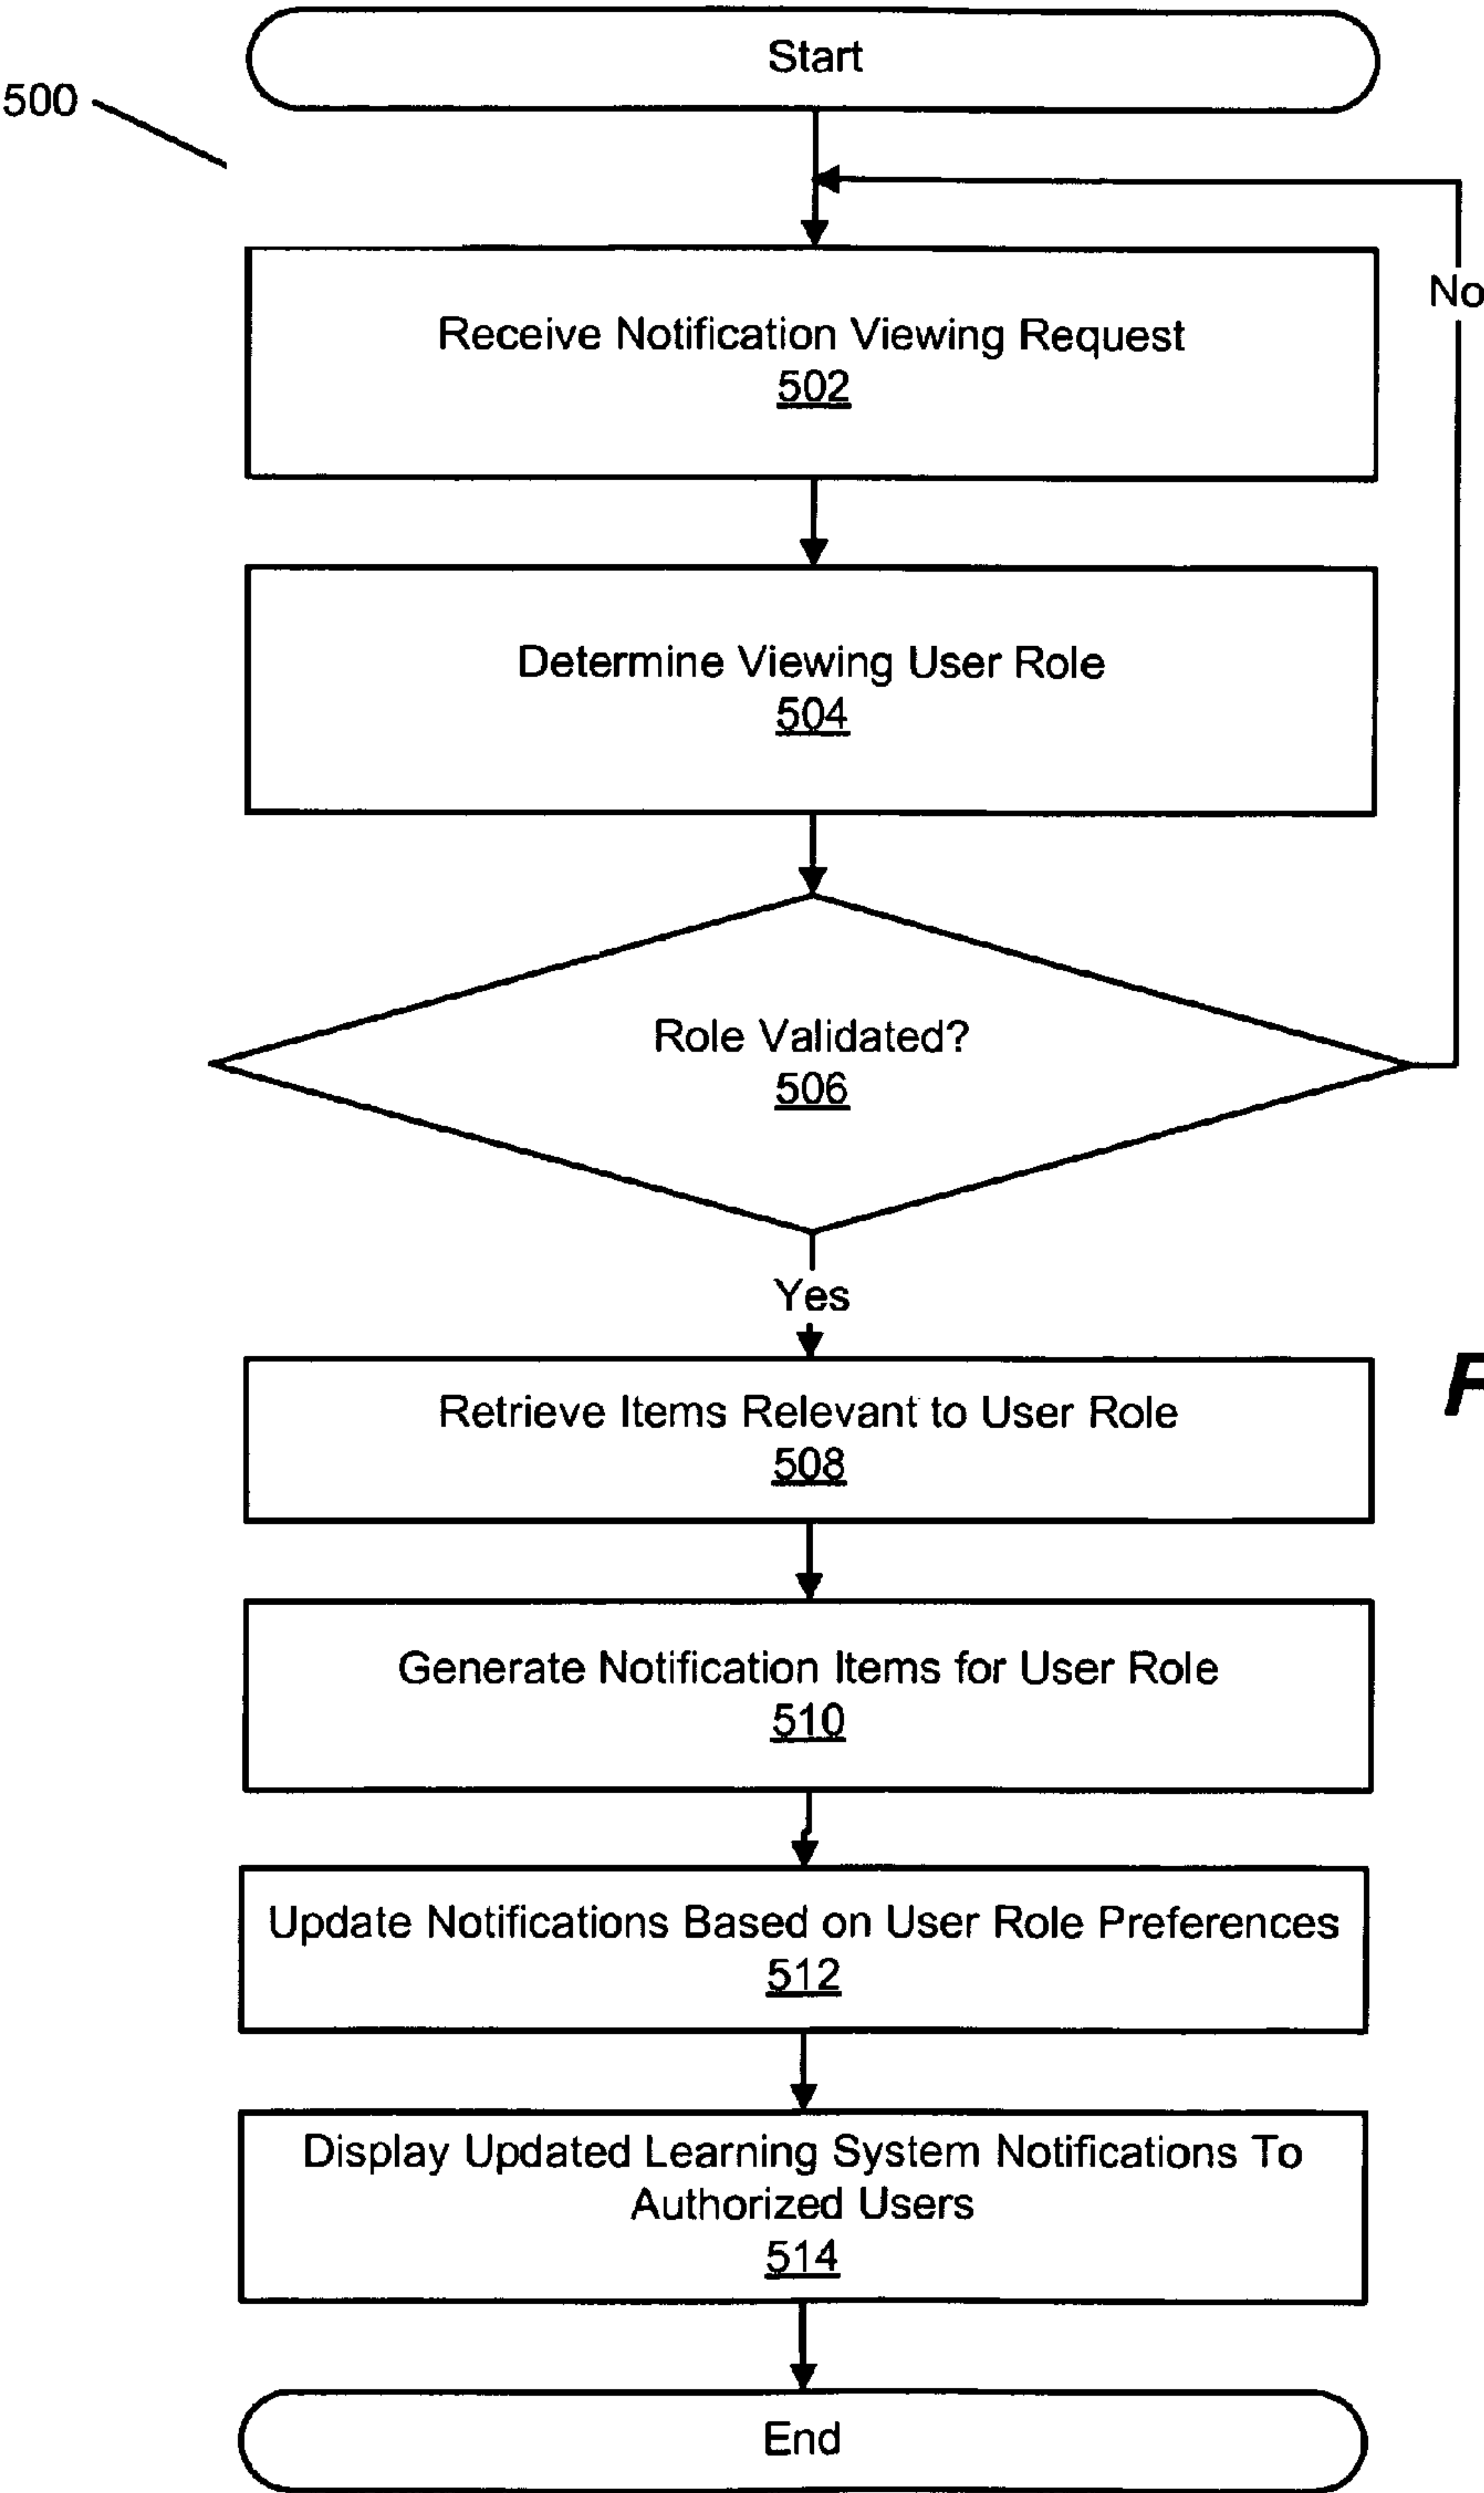 Start
500
No
Receive Notification Viewing Request
502
Determine Viewing User Role
504
Role Validated?
506
Yes
Retrieve Items Relevant to User Role
508
Generate Notification Items for User Role
510
Update Notifications Based on User Role Preferences
512
Display Updated Learning System Notifications To
Authorized Users
514
End